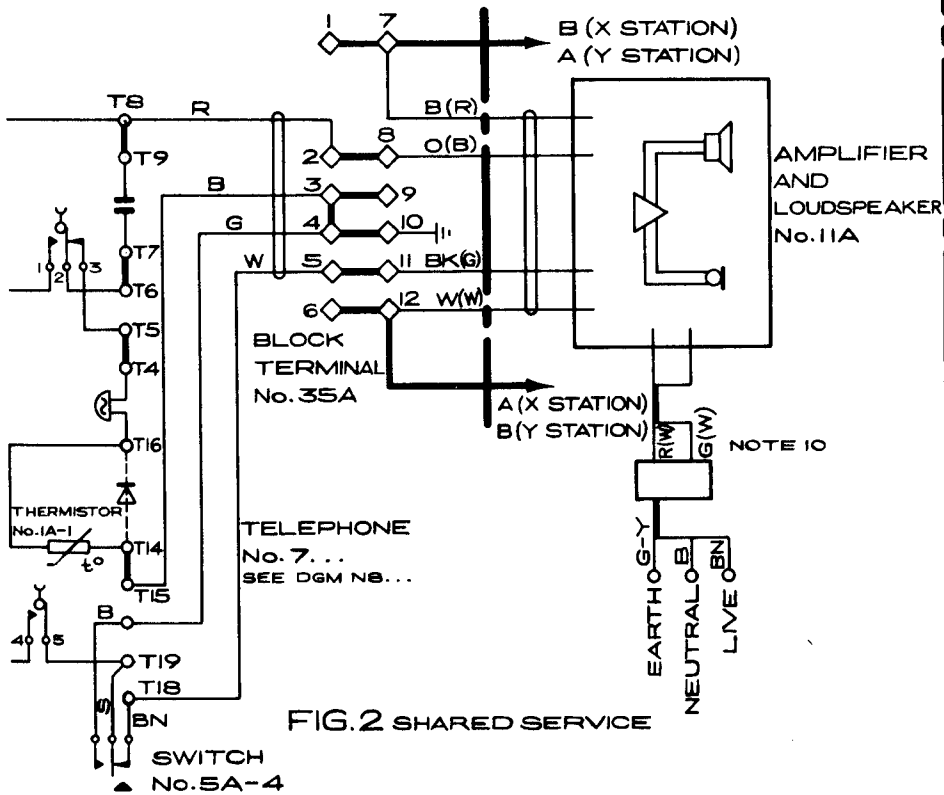 1 7
B (X STATION)
A (Y STATION)
T8 R
B(R)
T9
2 8 O(B)
AMPLIFIER
AND
LOUDSPEAKER
No.11A
B 3 9
G 4 10
T7
1 2 3
T6
W 5 11 BK(G)
6 12 W(W)
T5
T4
BLOCK
TERMINAL
No.35A
A (X STATION)
B (Y STATION)
R(W) G(W)
NOTE 10
T16
THERMISTOR
No.1A-1
t°
T14
T15
TELEPHONE
No. 7...
SEE DGM N8...
G-Y B BN
EARTH
NEUTRAL
LIVE
B
4 5
T19
T18
S BN
FIG.2 SHARED SERVICE
SWITCH
No.5A-4